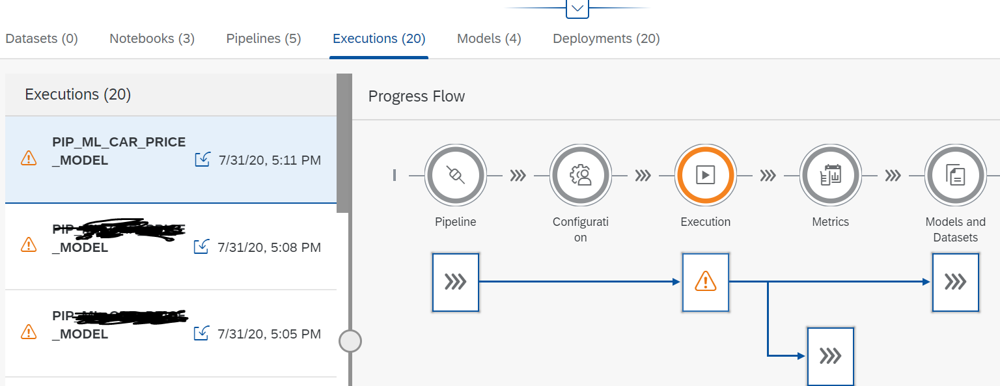 Datasets (0) Notebooks (3) Pipelines (5) Executions (20) Models (4) Deployments (20)
Executions (20)
PIP_ML_CAR_PRICE
_MODEL 7/31/20, 5:11 PM
PIP
_MODEL 7/31/20, 5:08 PM
PIP
_MODEL 7/31/20, 5:05 PM
Progress Flow
Pipeline Configurati Execution Metrics Models and
on Datasets